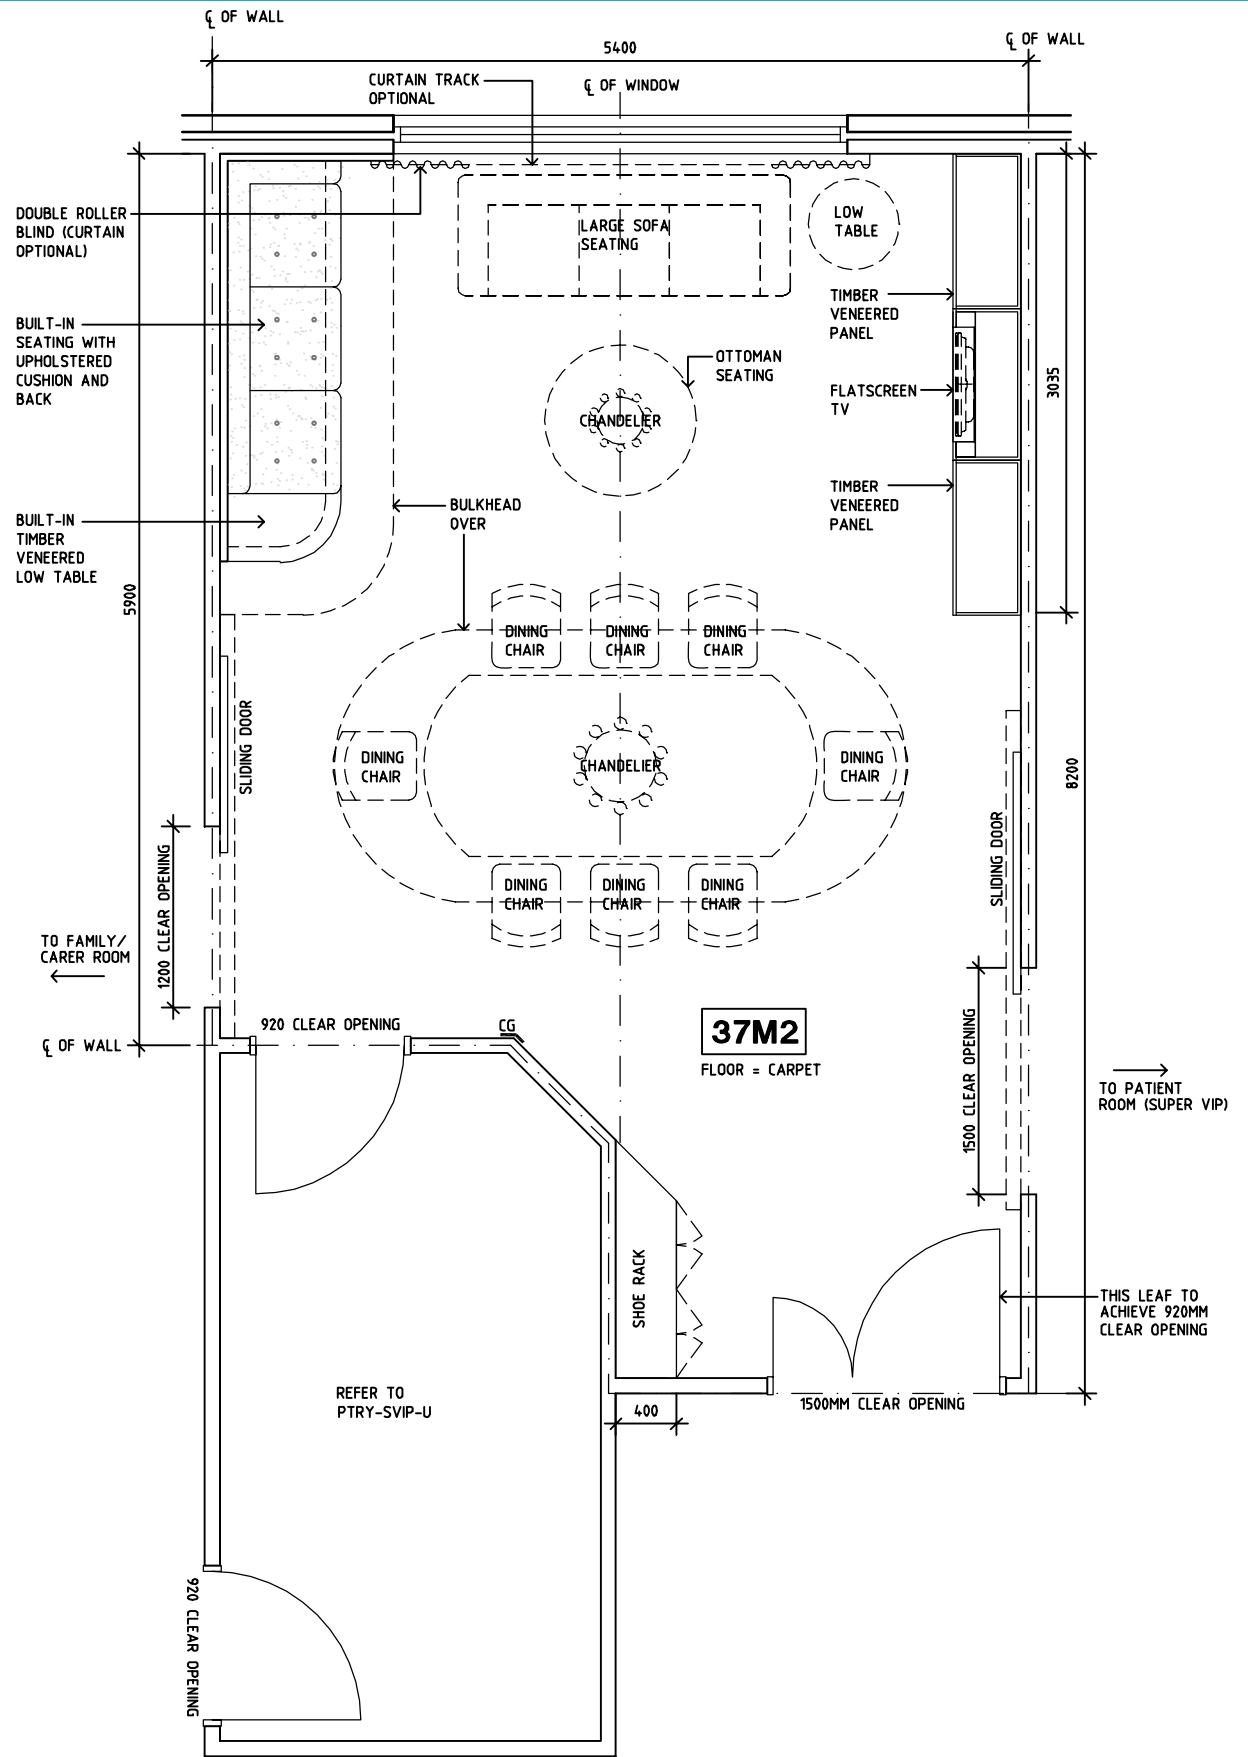 ℄ OF WALL
5400
℄ OF WALL
CURTAIN TRACK
OPTIONAL
℄ OF WINDOW
DOUBLE ROLLER
BLIND (CURTAIN
OPTIONAL)
LARGE SOFA
SEATING
LOW
TABLE
BUILT-IN
SEATING WITH
UPHOLSTERED
CUSHION AND
BACK
TIMBER
VENEERED
PANEL
OTTOMAN
SEATING
FLATSCREEN
TV
3035
CHANDELIER
TIMBER
VENEERED
PANEL
BULKHEAD
OVER
BUILT-IN
TIMBER
VENEERED
LOW TABLE
5900
DINING
CHAIR
DINING
CHAIR
DINING
CHAIR
SLIDING DOOR
DINING
CHAIR
CHANDELIER
DINING
CHAIR
8200
SLIDING DOOR
DINING
CHAIR
DINING
CHAIR
DINING
CHAIR
1200 CLEAR OPENING
TO FAMILY/
CARER ROOM
920 CLEAR OPENING
CG
℄ OF WALL
37M2
FLOOR = CARPET
1500 CLEAR OPENING
TO PATIENT
ROOM (SUPER VIP)
SHOE RACK
THIS LEAF TO
ACHIEVE 920MM
CLEAR OPENING
REFER TO
PTRY-SVIP-U
400
1500MM CLEAR OPENING
920 CLEAR OPENING